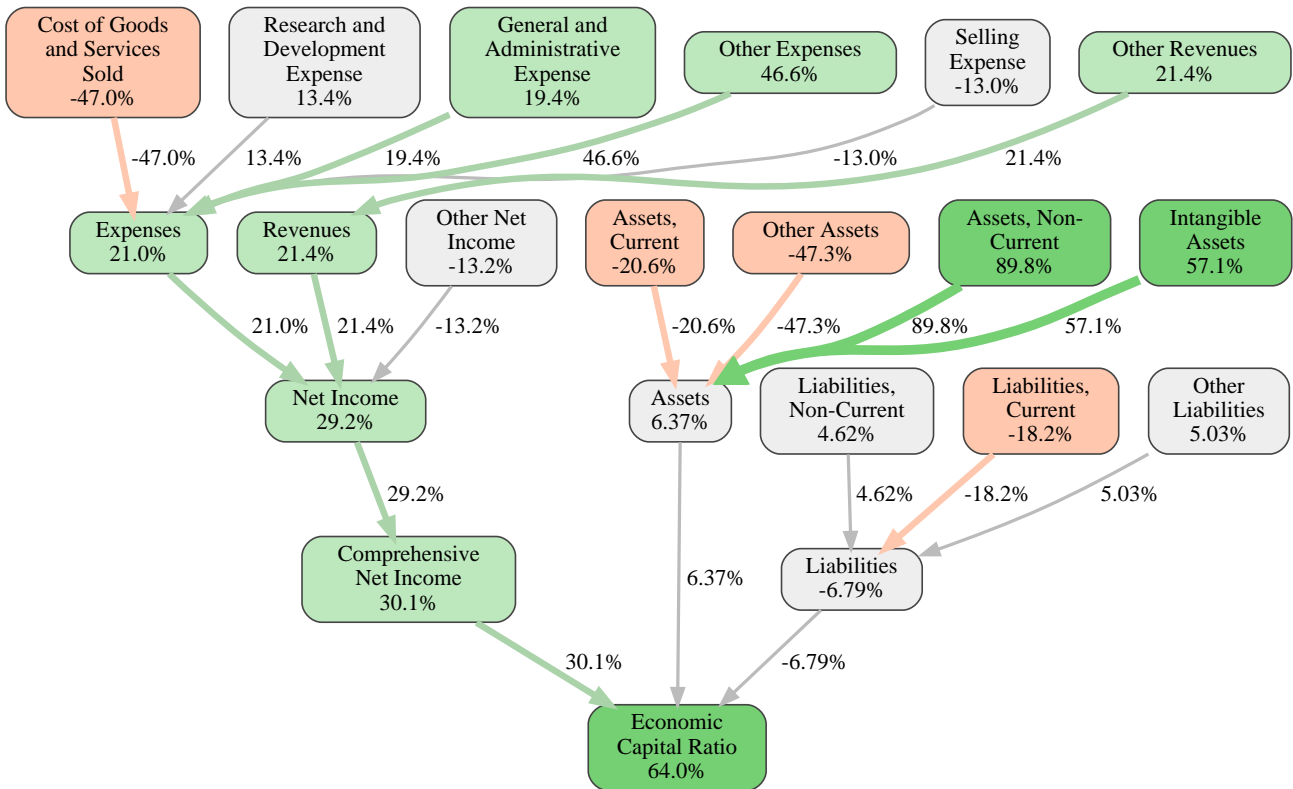 Cost of Goods
and Services
Sold
-47.0%
Research and
Development
Expense
13.4%
General and
Administrative
Expense
19.4%
Other Expenses
46.6%
Selling
Expense
-13.0%
Other Revenues
21.4%
-47.0%
13.4%
19.4%
46.6%
-13.0%
21.4%
Expenses
21.0%
Revenues
21.4%
Other Net
Income
-13.2%
Assets,
Current
-20.6%
Other Assets
-47.3%
Assets, Non-
Current
89.8%
Intangible
Assets
57.1%
21.0%
21.4%
-13.2%
-20.6%
-47.3%
89.8%
57.1%
Net Income
29.2%
Assets
6.37%
Liabilities,
Non-Current
4.62%
Liabilities,
Current
-18.2%
Other
Liabilities
5.03%
29.2%
4.62%
-18.2%
5.03%
Comprehensive
Net Income
30.1%
6.37%
Liabilities
-6.79%
30.1%
-6.79%
Economic
Capital Ratio
64.0%